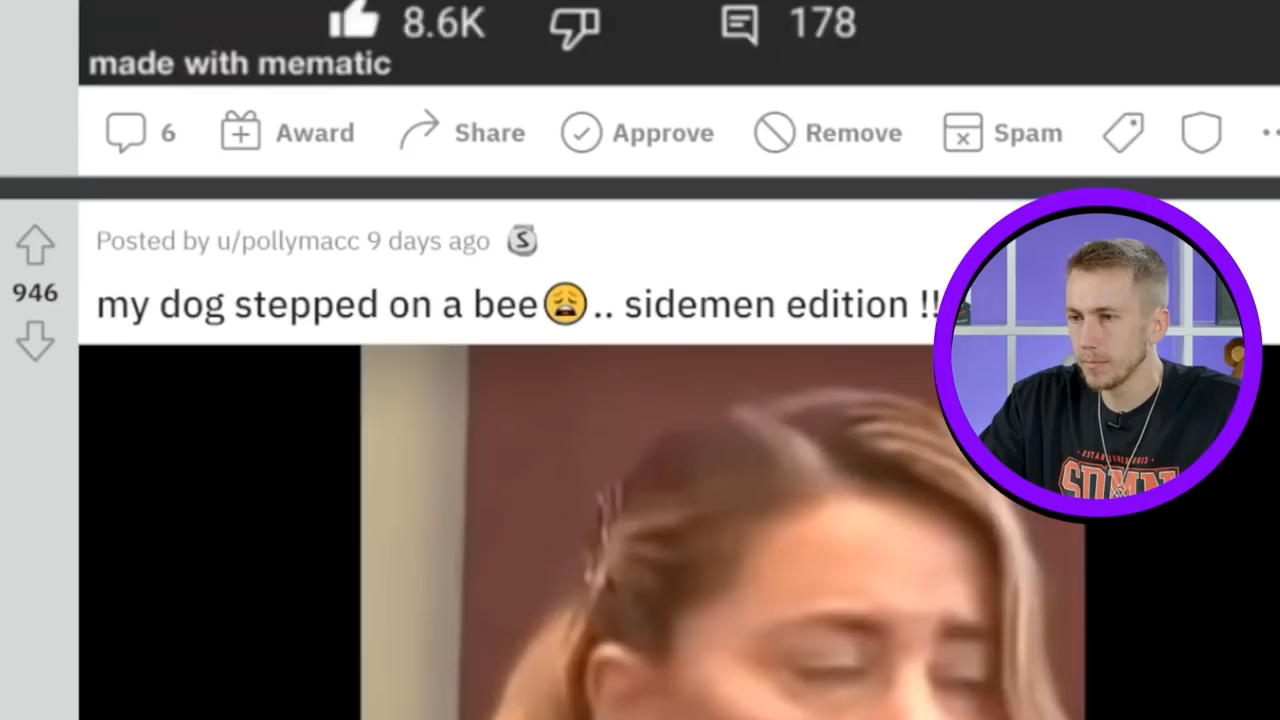 8.6K 178
made with mematic
6 Award Share Approve Remove Spam
Posted by u/pollymacc 9 days ago
946
my dog stepped on a bee😩.. sidemen edition !!
SDMN